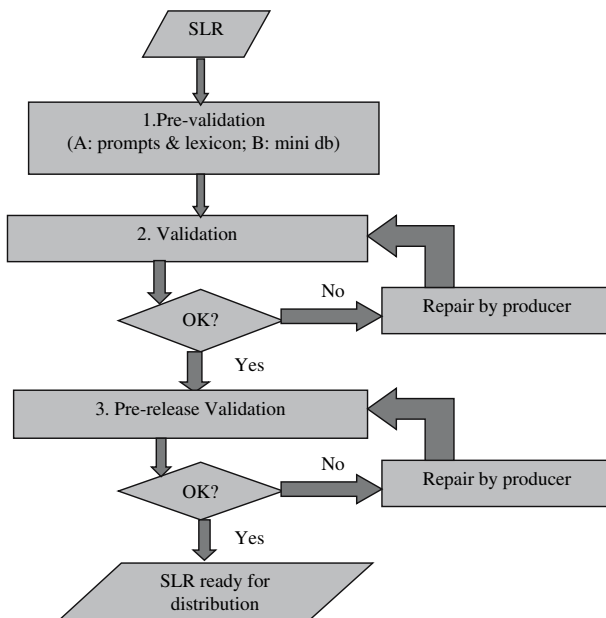 SLR
1.Pre-validation
(A: prompts & lexicon; B: mini db)
2. Validation
No
Repair by producer
OK?
Yes
3. Pre-release Validation
No
Repair by producer
OK?
Yes
SLR ready for
distribution